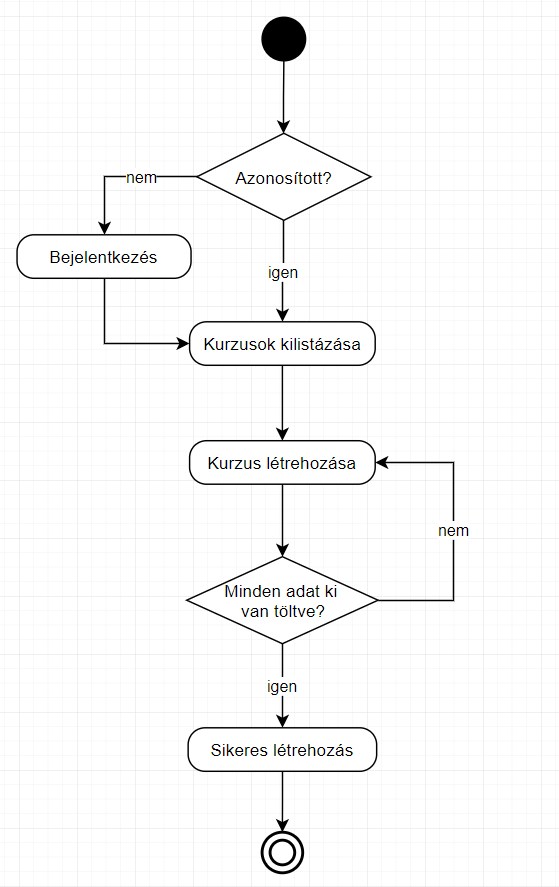 Azonosított?
nem
Bejelentkezés
igen
Kurzusok kilistázása
Kurzus létrehozása
nem
Minden adat ki
van töltve?
igen
Sikeres létrehozás